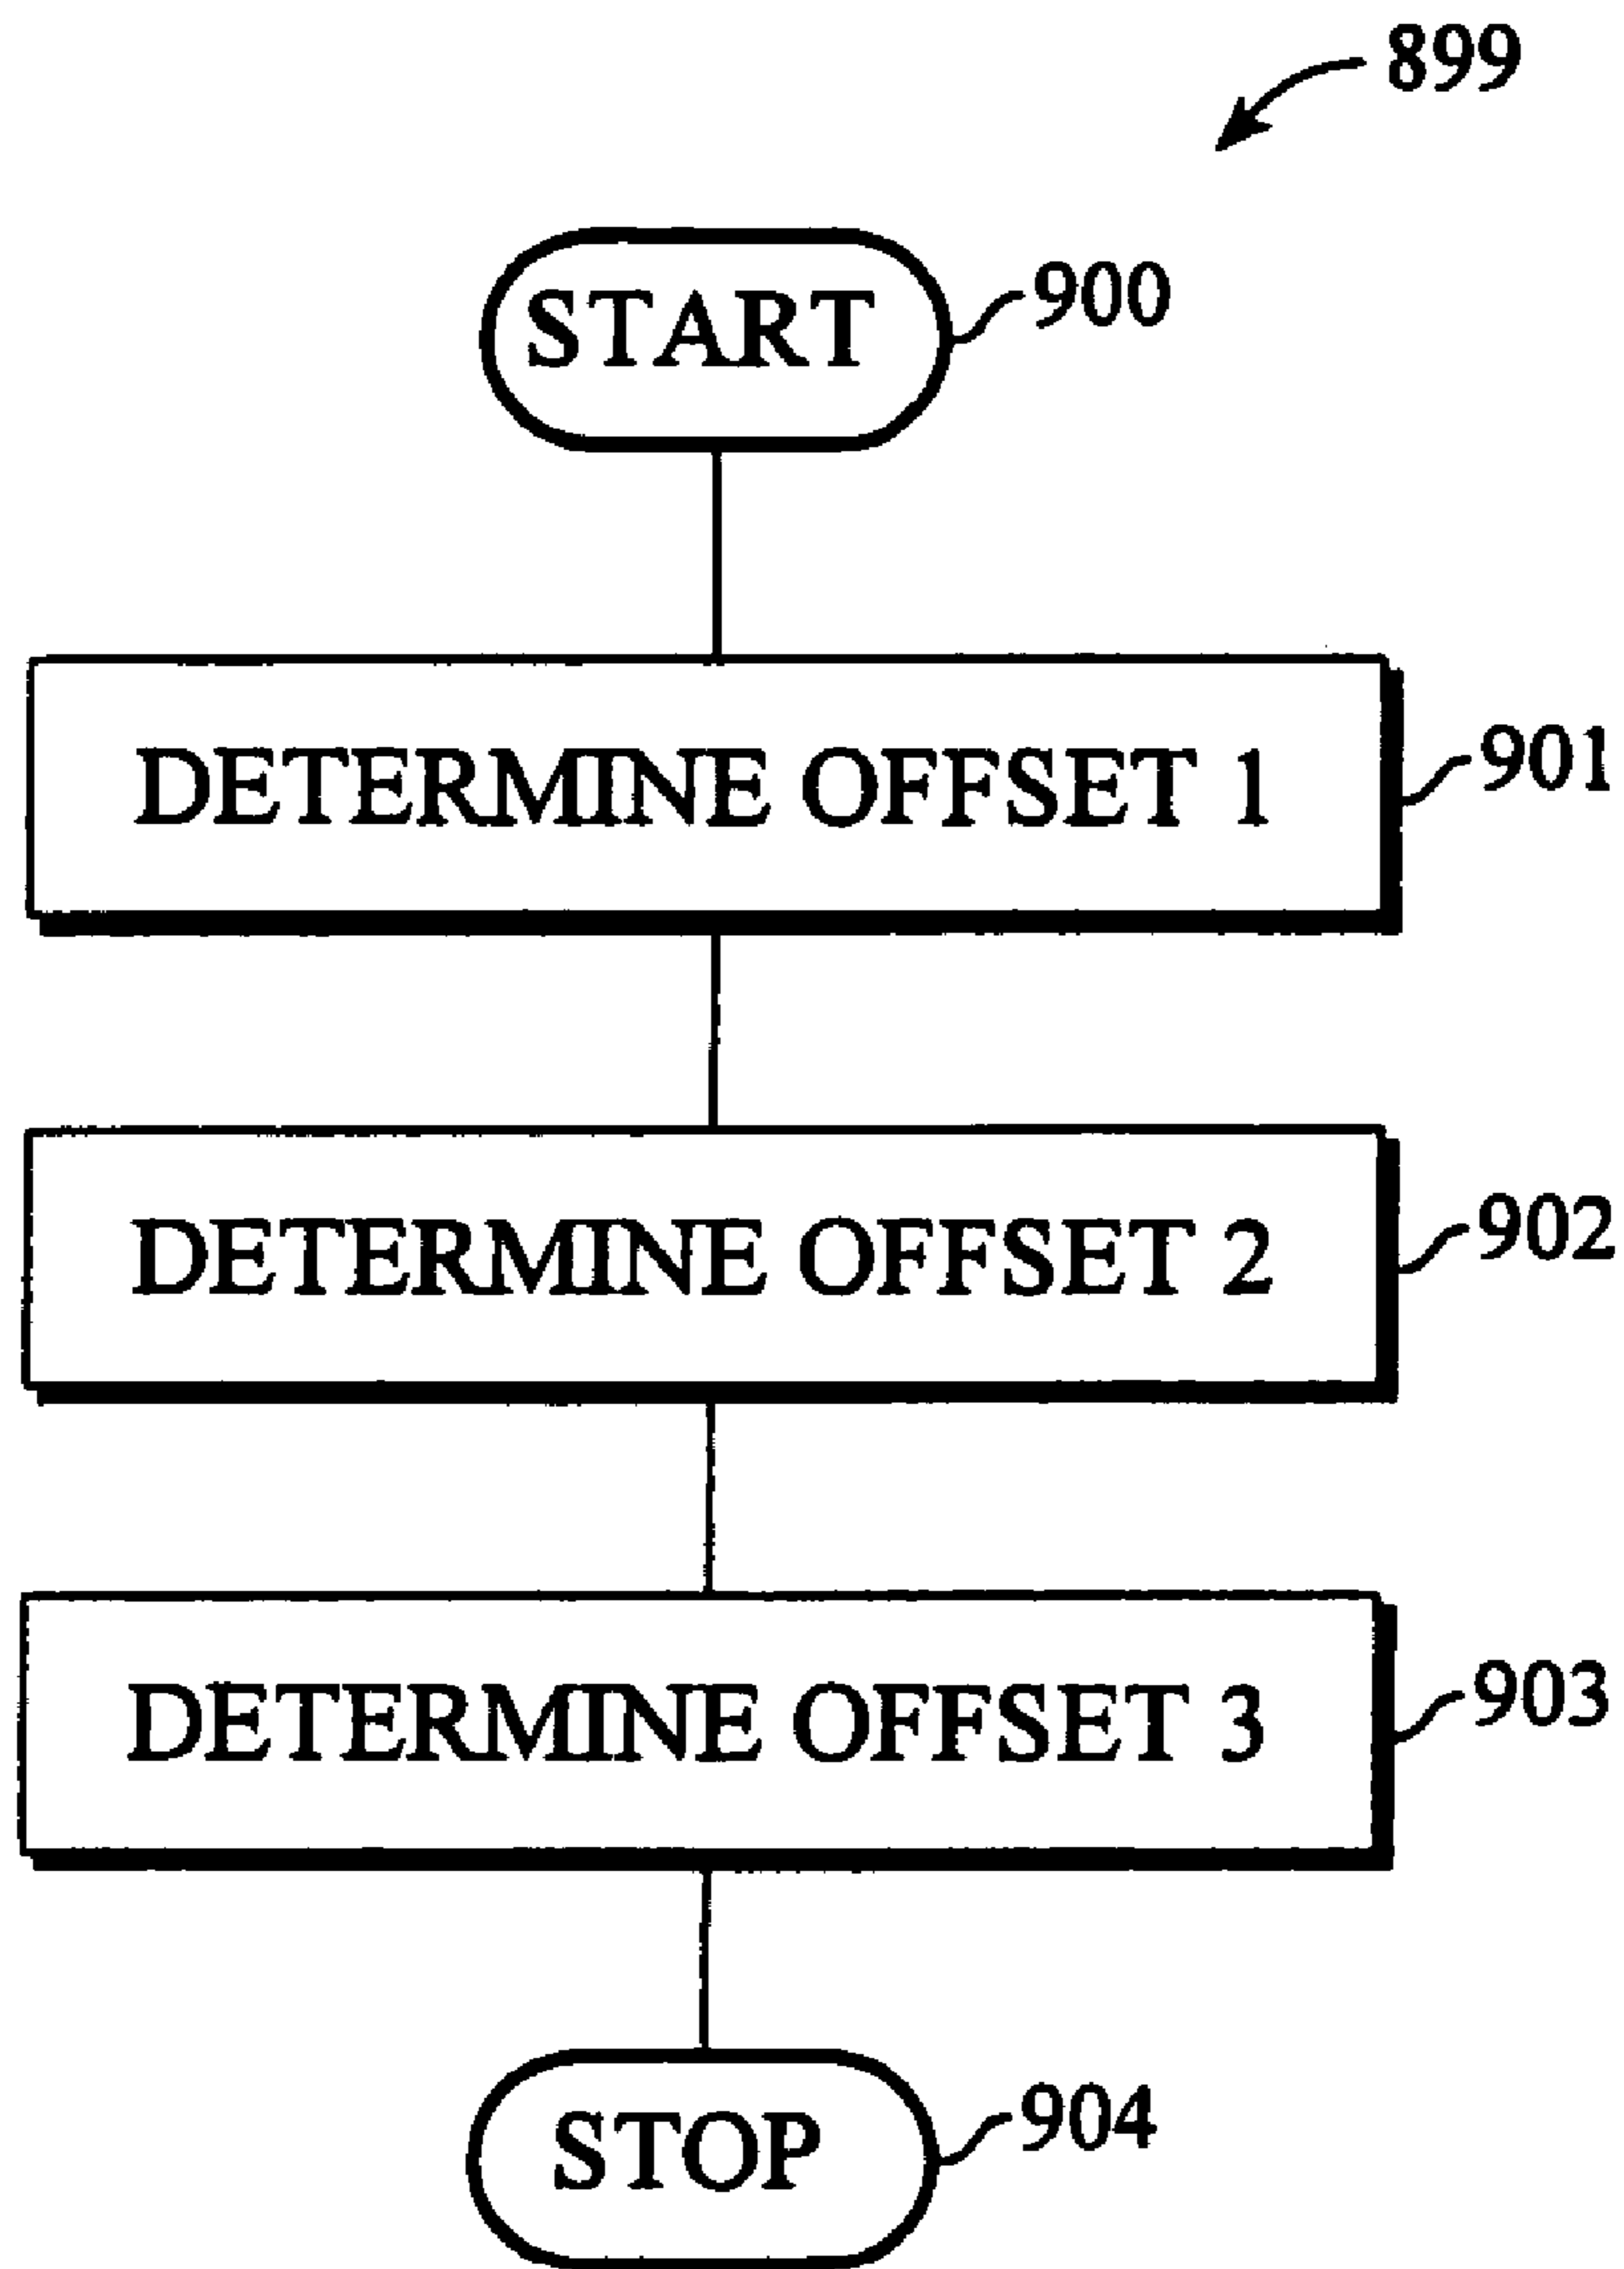 899
START
900
DETERMINE OFFSET 1
901
DETERMINE OFFSET 2
902
DETERMINE OFFSET 3
903
STOP
904